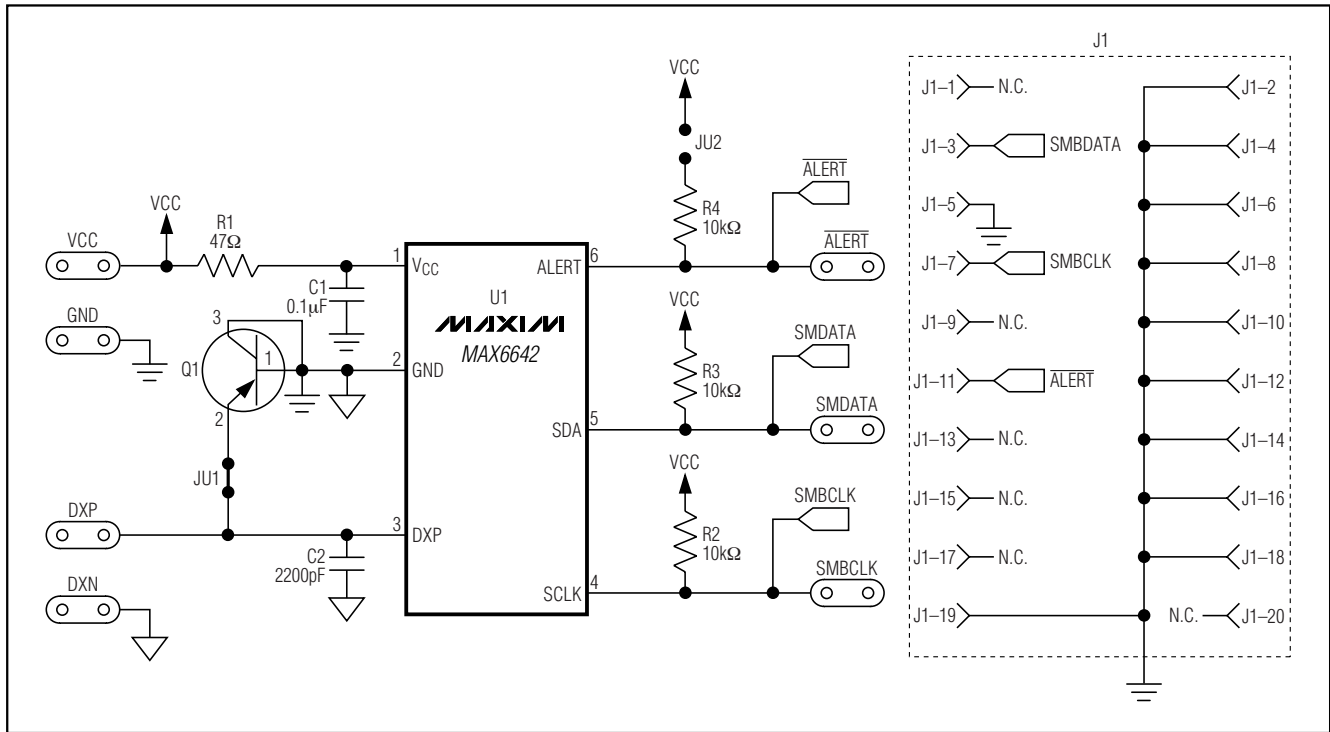 VCC
VCC
R1
47Ω
C1
0.1μF
GND
3
Q1
1
2
JU1
DXP
C2
2200pF
DXN
1
VCC
2
GND
3
DXP
U1
MAXIM
MAX6642
ALERT
6
SDA
5
SCLK
4
VCC
JU2
R4
10kΩ
ALERT
ALERT
VCC
R3
10kΩ
SMDATA
SMDATA
VCC
R2
10kΩ
SMBCLK
SMBCLK
J1
J1–1
N.C.
J1–2
J1–3
SMBDATA
J1–4
J1–5
J1–6
J1–7
SMBCLK
J1–8
J1–9
N.C.
J1–10
J1–11
ALERT
J1–12
J1–13
N.C.
J1–14
J1–15
N.C.
J1–16
J1–17
N.C.
J1–18
J1–19
N.C.
J1–20